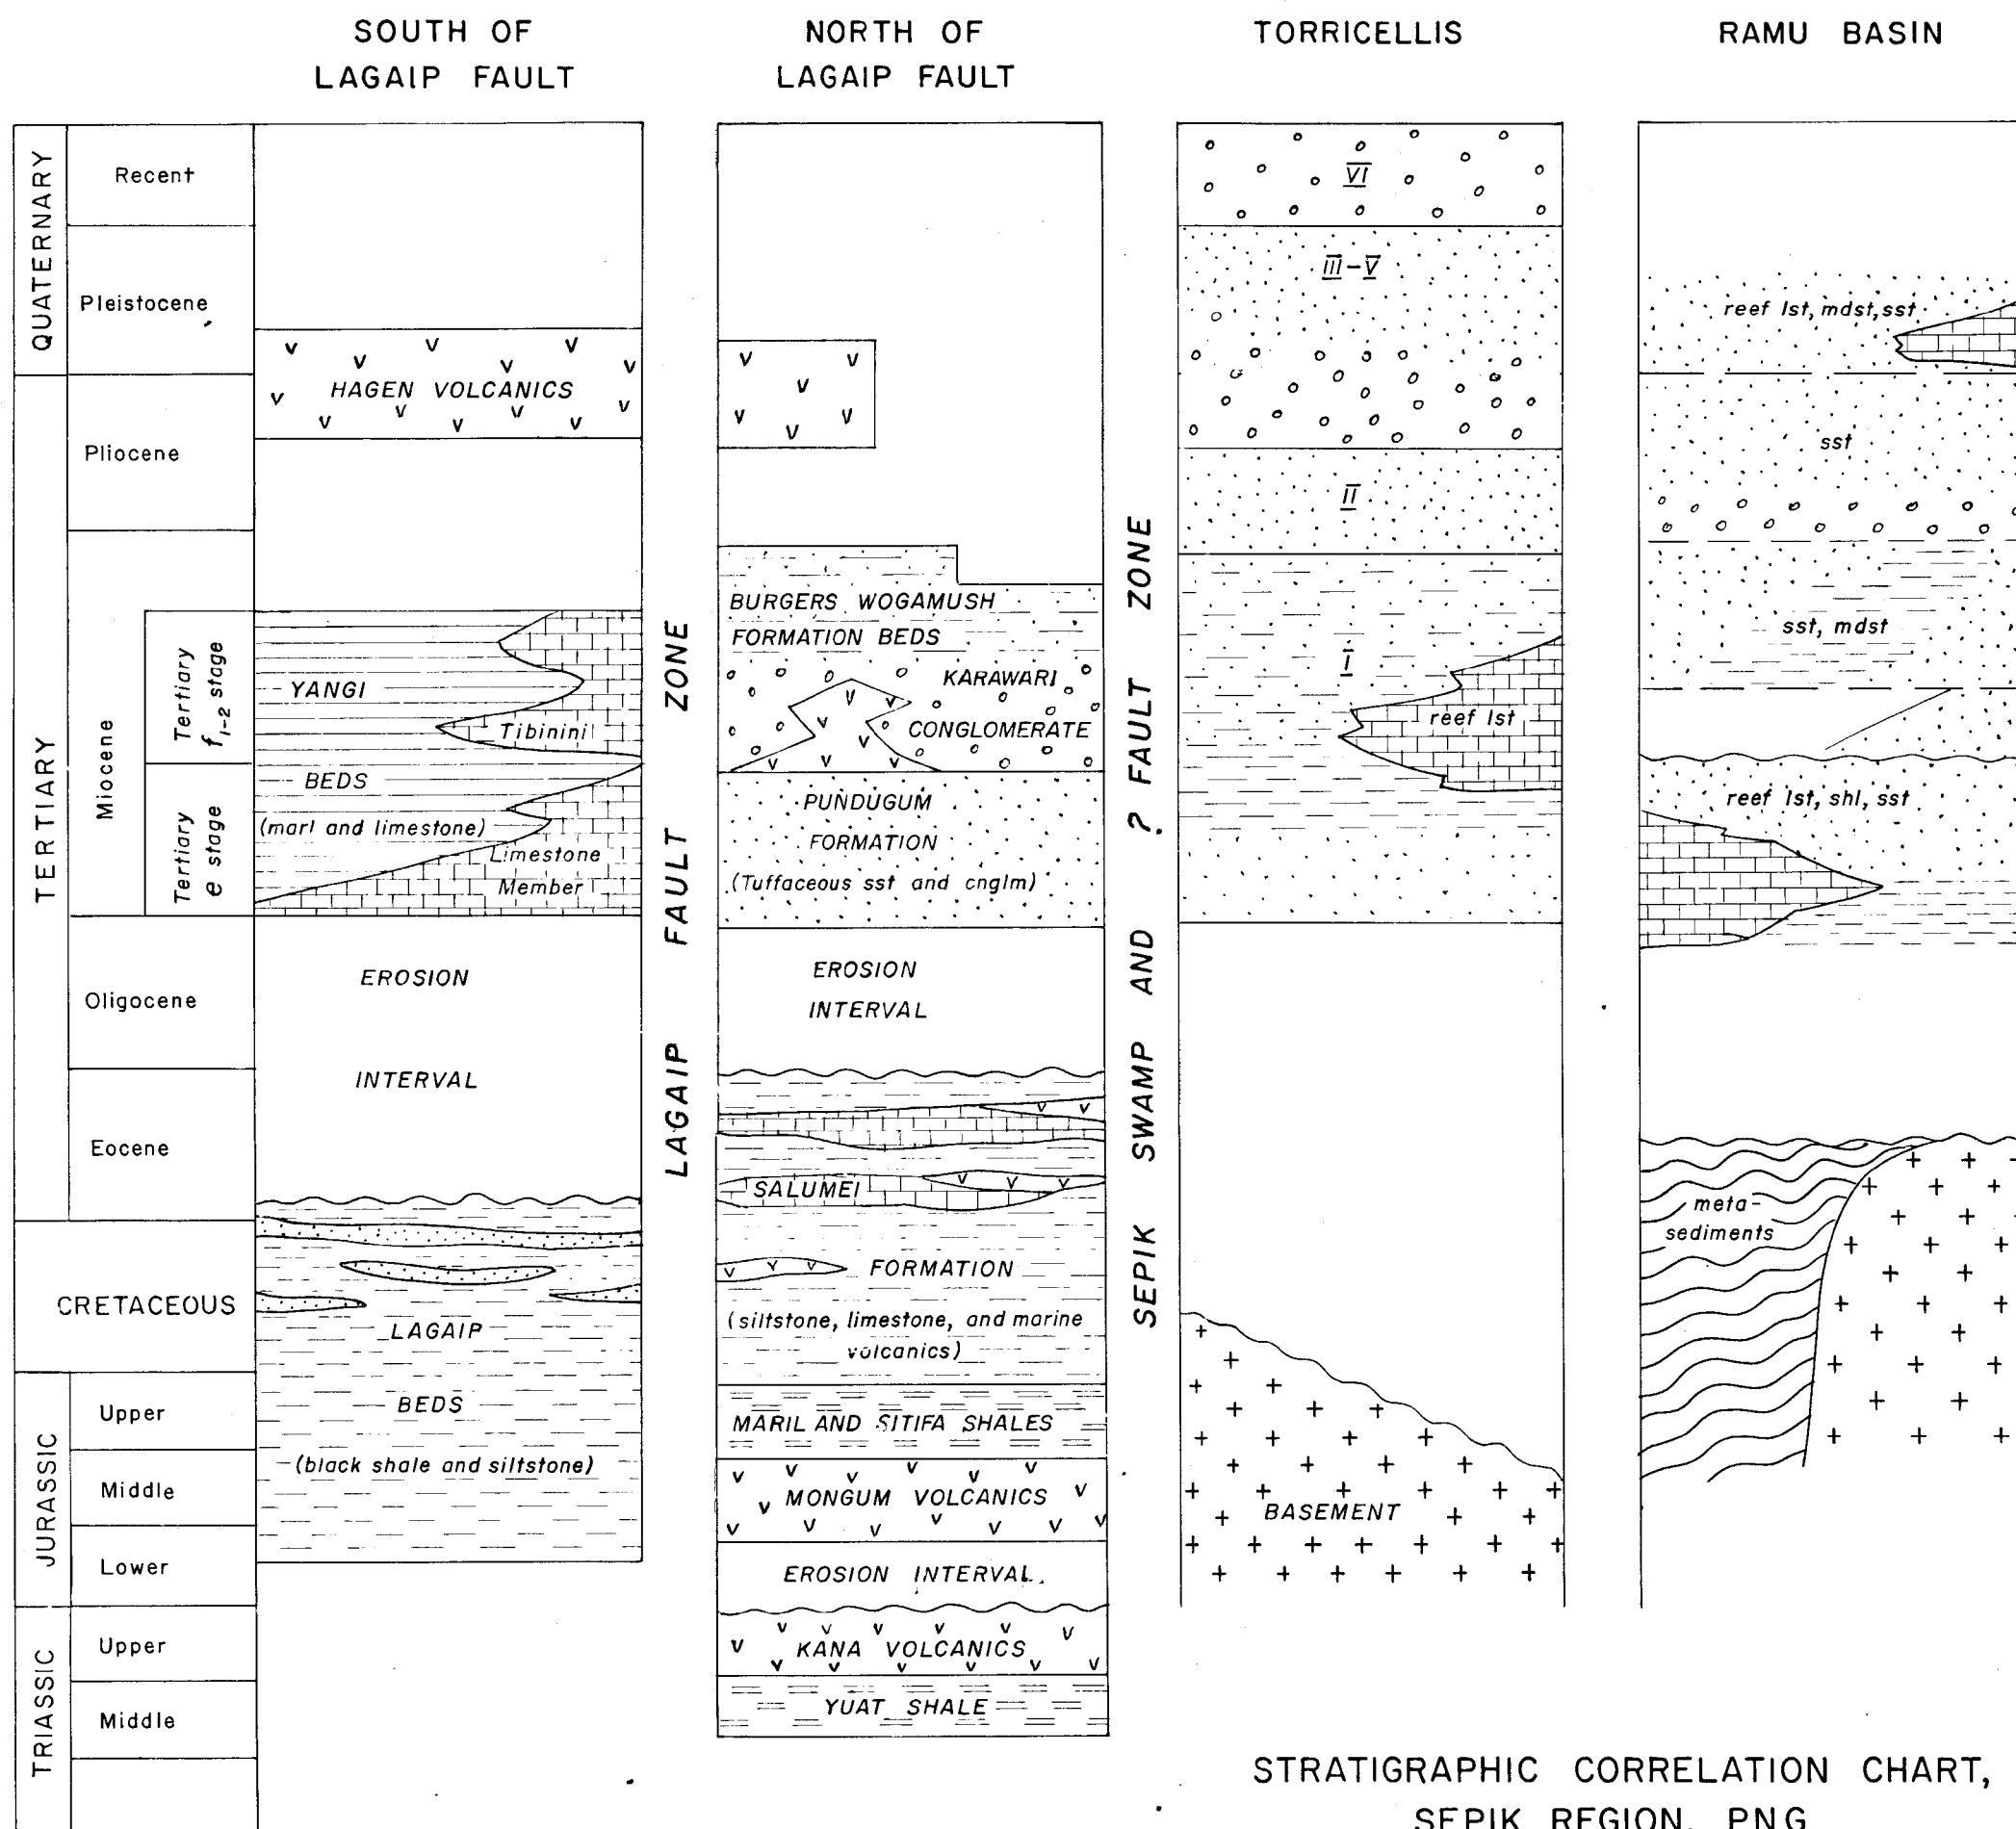 SOUTH OF
LAGAIP FAULT
NORTH OF
LAGAIP FAULT
TORRICELLIS
RAMU BASIN
QUATERNARY
Recent
Pleistocene
TERTIARY
Pliocene
Miocene
Tertiary
f1-2 stage
Tertiary
e stage
Oligocene
Eocene
CRETACEOUS
JURASSIC
Upper
Middle
Lower
TRIASSIC
Upper
Middle
HAGEN VOLCANICS
YANGI
Tibinini
BEDS
(marl and limestone)
Limestone
Member
EROSION
INTERVAL
LAGAIP
BEDS
(black shale and siltstone)
LAGAIP FAULT ZONE
BURGERS WOGAMUSH
FORMATION BEDS
KARAWARI
CONGLOMERATE
PUNDUGUM
FORMATION
(Tuffaceous sst and cnglm)
EROSION
INTERVAL
SALUMEI
FORMATION
(siltstone, limestone, and marine
volcanics)
MARIL AND SITIFA SHALES
MONGUM VOLCANICS
EROSION INTERVAL
KANA VOLCANICS
YUAT SHALE
SEPIK SWAMP AND ? FAULT ZONE
VI
III-V
II
I
reef lst
BASEMENT
reef lst, mdst, sst
sst
sst, mdst
reef lst, shl, sst
meta-
sediments
STRATIGRAPHIC CORRELATION CHART,
SEPIK REGION, PNG